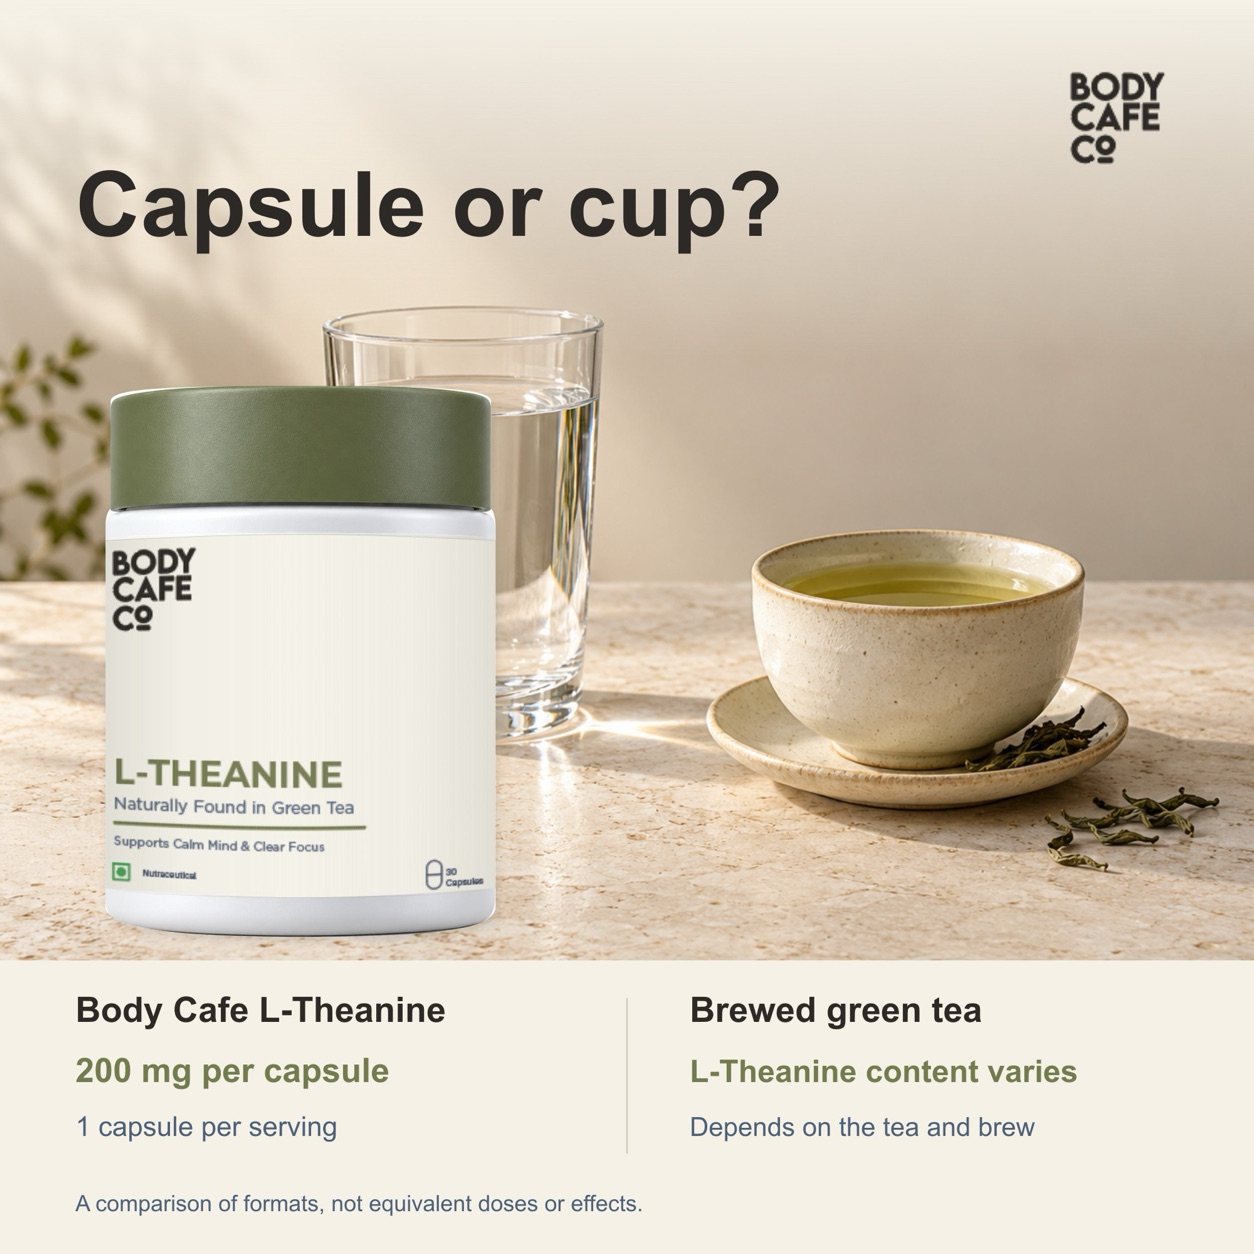 BODY
CAFE
Co
Capsule or cup?
BODY
CAFE
Co
L-THEANINE
Naturally Found in Green Tea
Supports Calm Mind & Clear Focus
Nutraceutical
30
Capsules
Body Cafe L-Theanine
200 mg per capsule
1 capsule per serving
Brewed green tea
L-Theanine content varies
Depends on the tea and brew
A comparison of formats, not equivalent doses or effects.